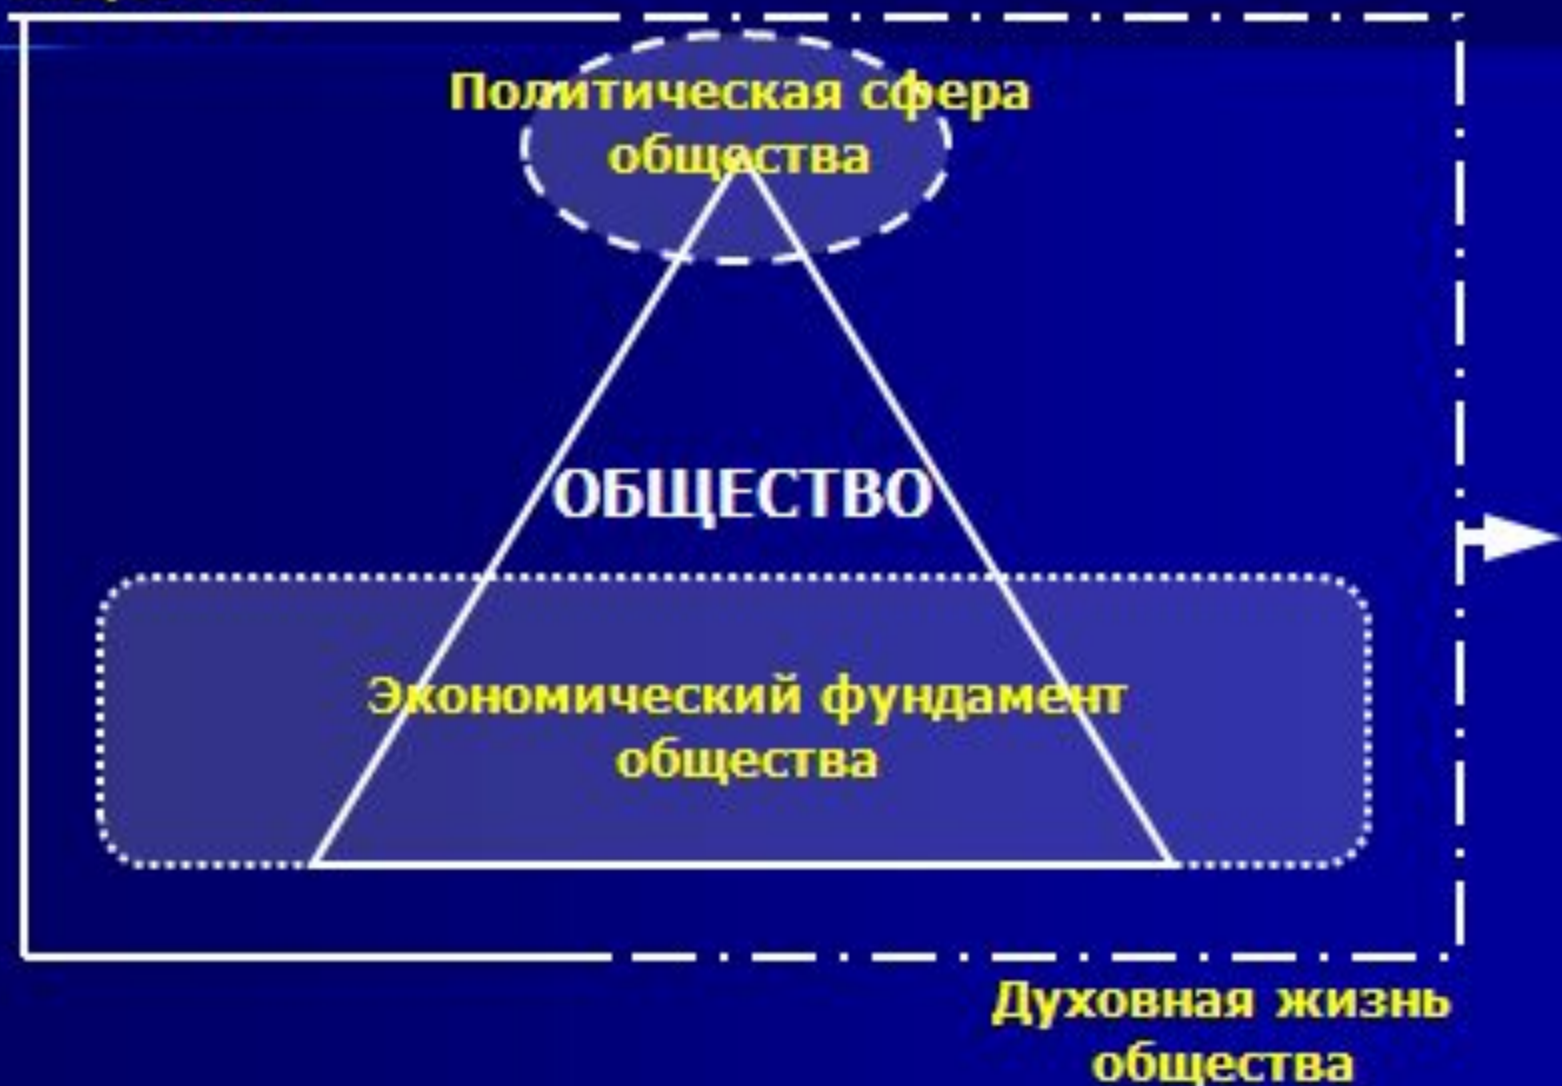 Политическая сфера
общества
ОБЩЕСТВО
Экономический фундамент
общества
Духовная жизнь
общества